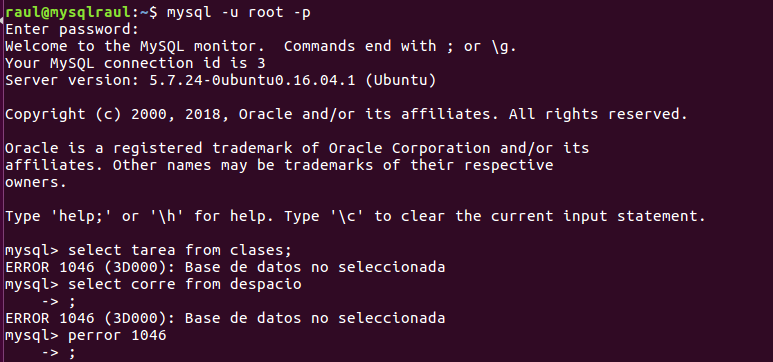 raul@mysqlraul:~$ mysql -u root -p
Enter password:
Welcome to the MySQL monitor.  Commands end with ; or \g.
Your MySQL connection id is 3
Server version: 5.7.24-0ubuntu0.16.04.1 (Ubuntu)
Copyright (c) 2000, 2018, Oracle and/or its affiliates. All rights reserved.
Oracle is a registered trademark of Oracle Corporation and/or its
affiliates. Other names may be trademarks of their respective
owners.
Type 'help;' or '\h' for help. Type '\c' to clear the current input statement.
mysql> select tarea from clases;
ERROR 1046 (3D000): Base de datos no seleccionada
mysql> select corre from despacio
    -> ;
ERROR 1046 (3D000): Base de datos no seleccionada
mysql> perror 1046
    -> ;